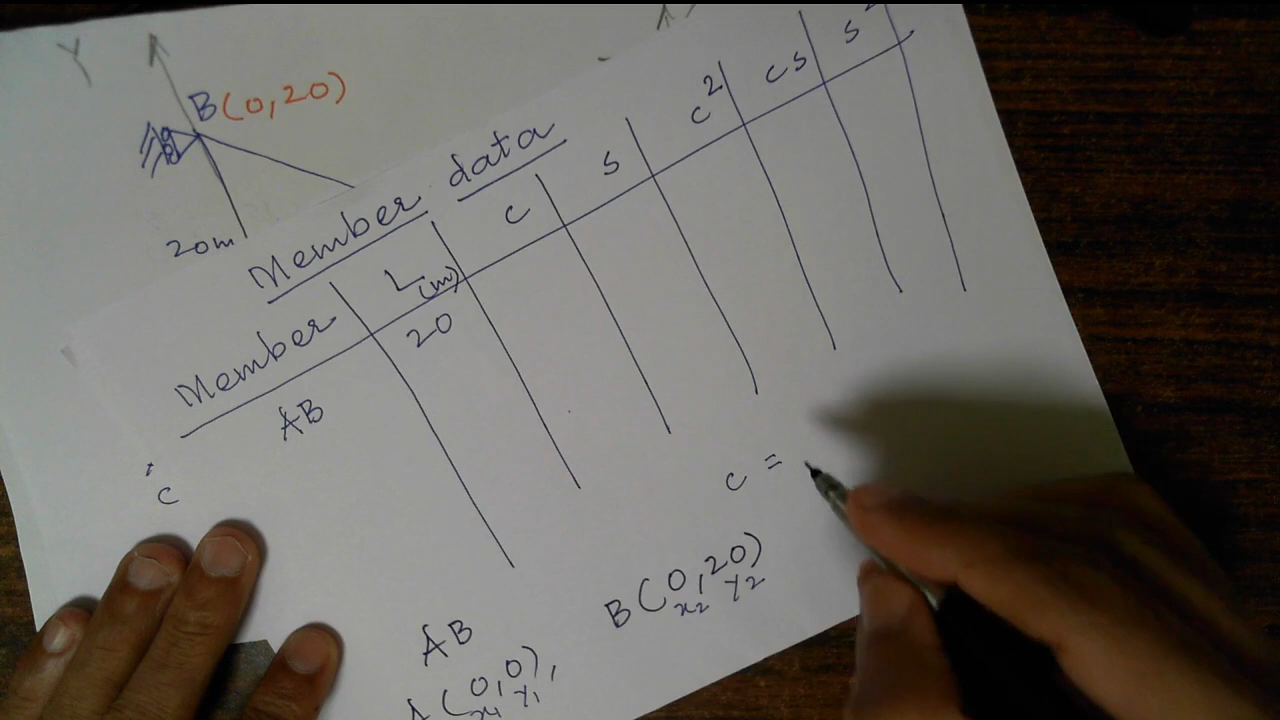 Y
B(0,20)
20m
Member data
Member L(m) c s c² cs s²
AB 20
c
c =
AB
A(0,0), B(0,20)
x1 y1 x2 y2